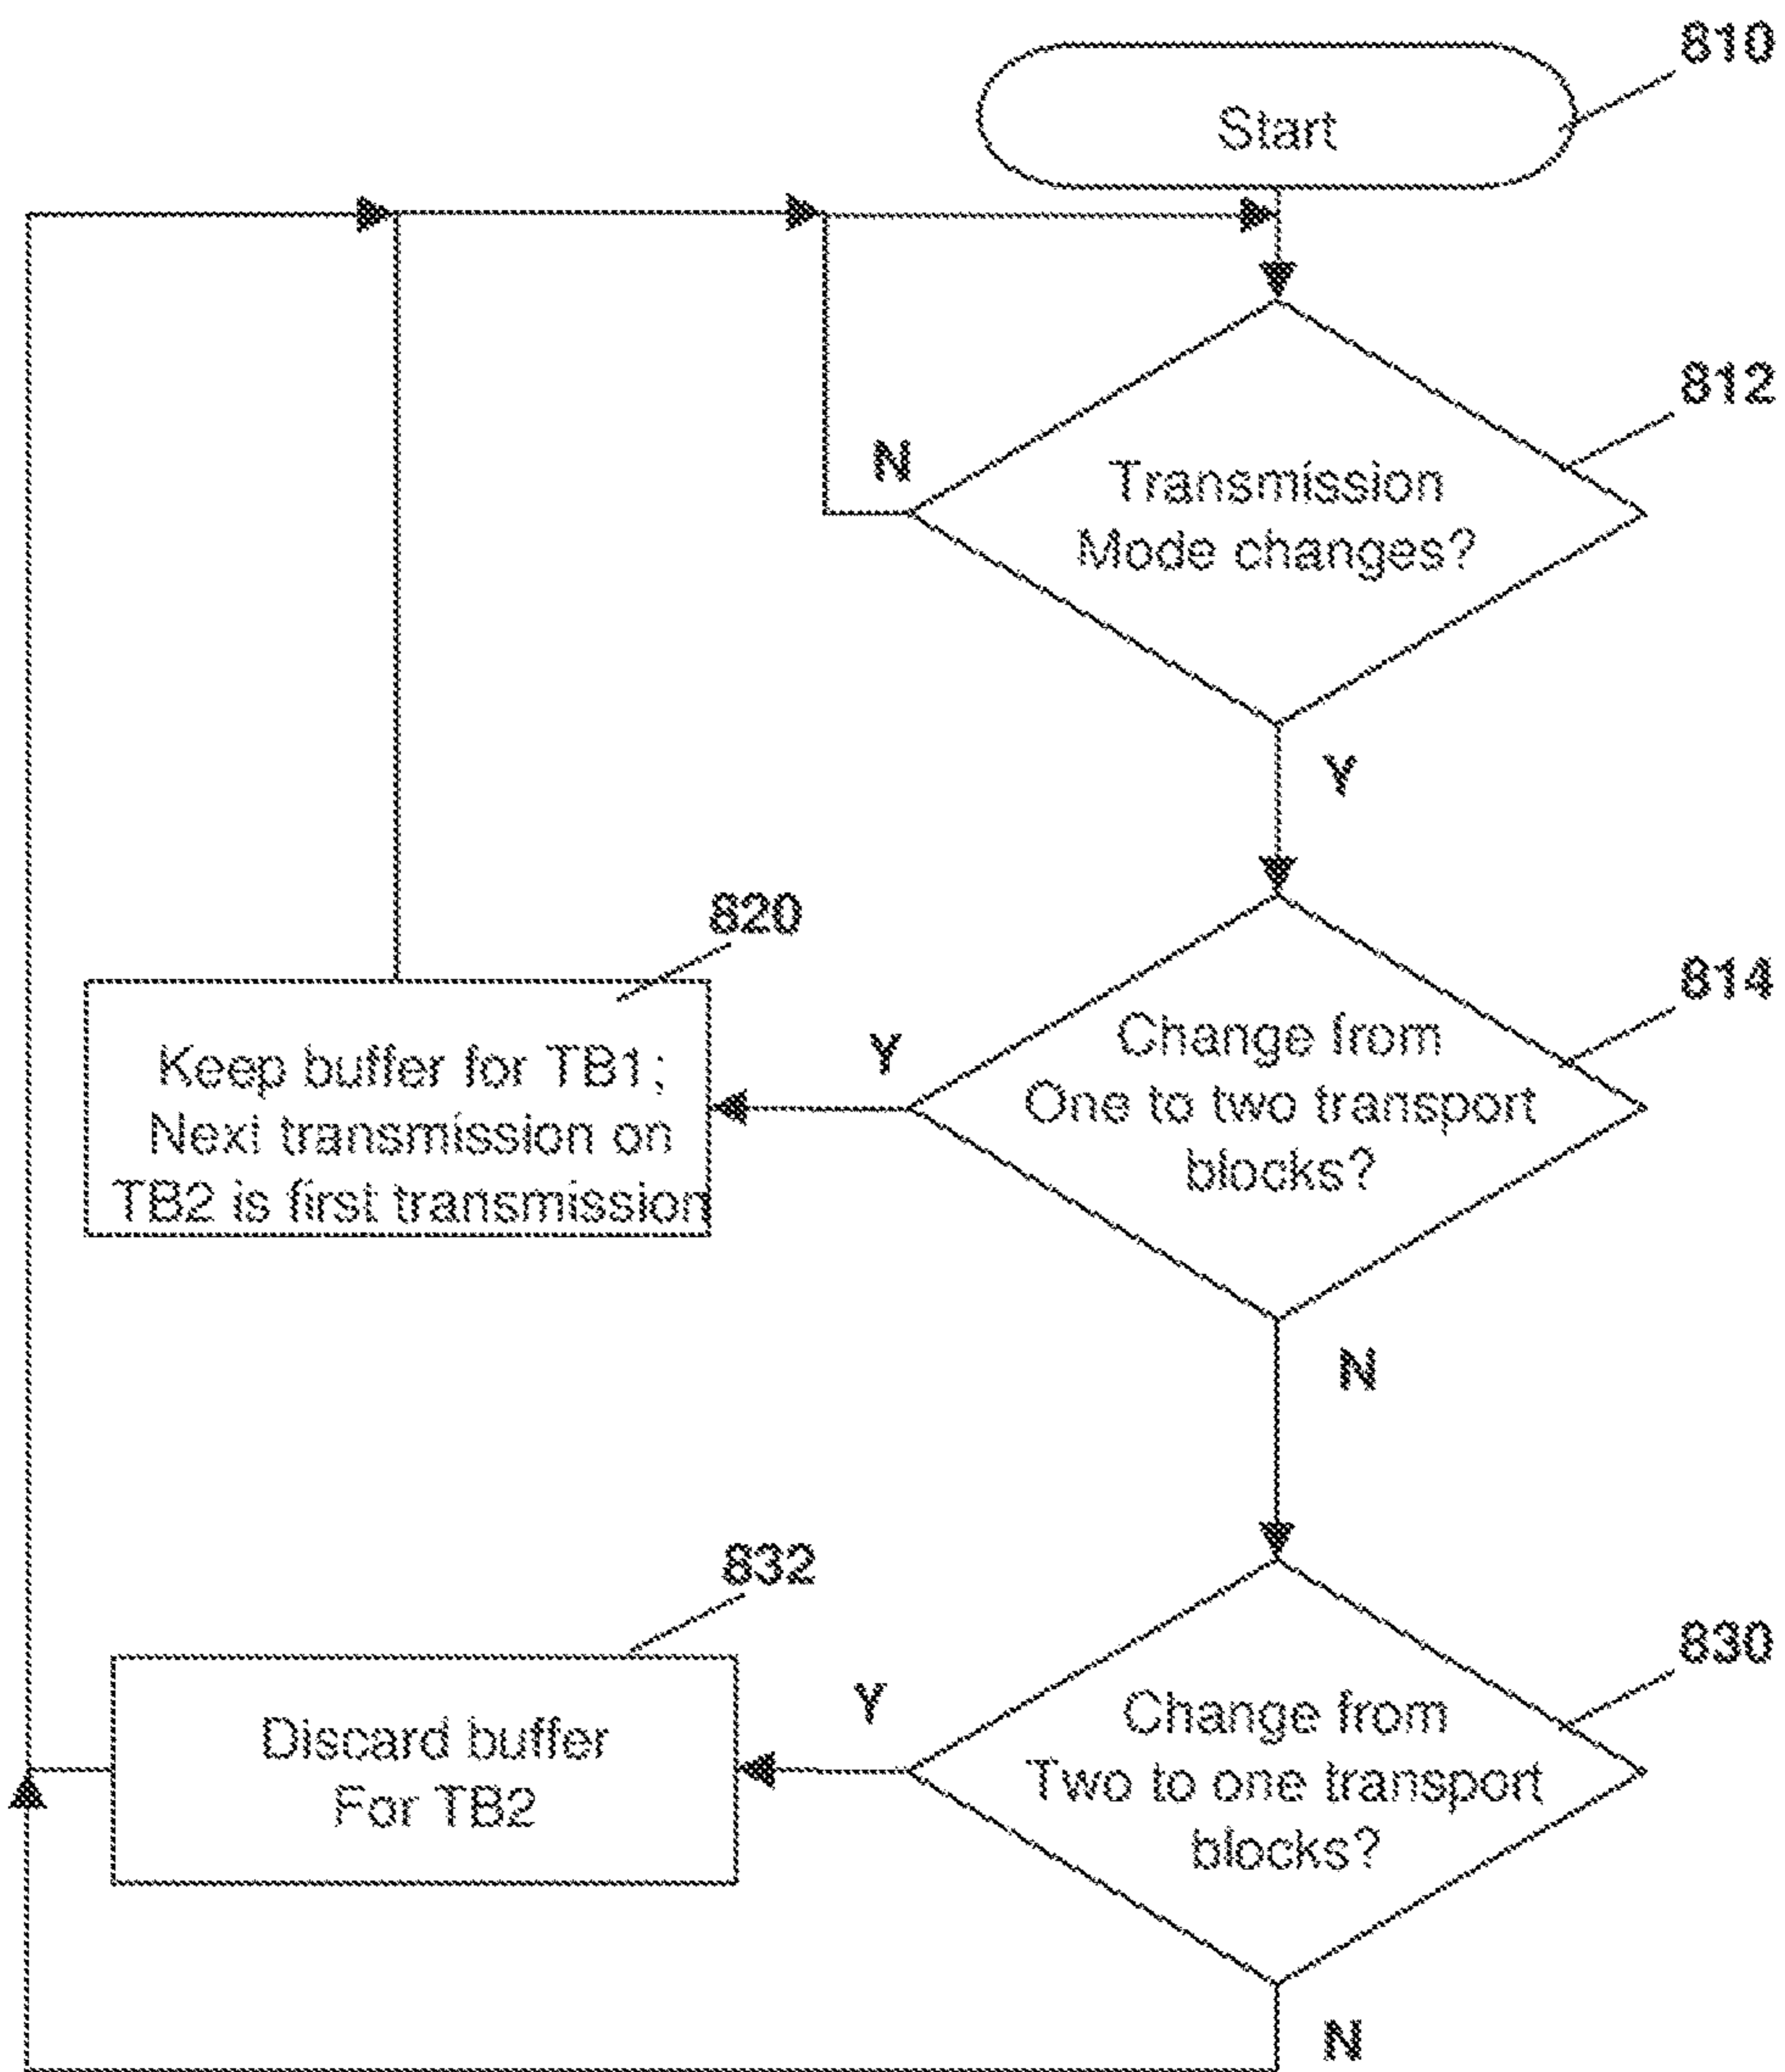 810
Start
812
N
Transmission
Mode changes?
Y
820
814
Keep buffer for TB1;
Next transmission on
TB2 is first transmission
Y
Change from
One to two transport
blocks?
N
832
830
Discard buffer
For TB2
Y
Change from
Two to one transport
blocks?
N